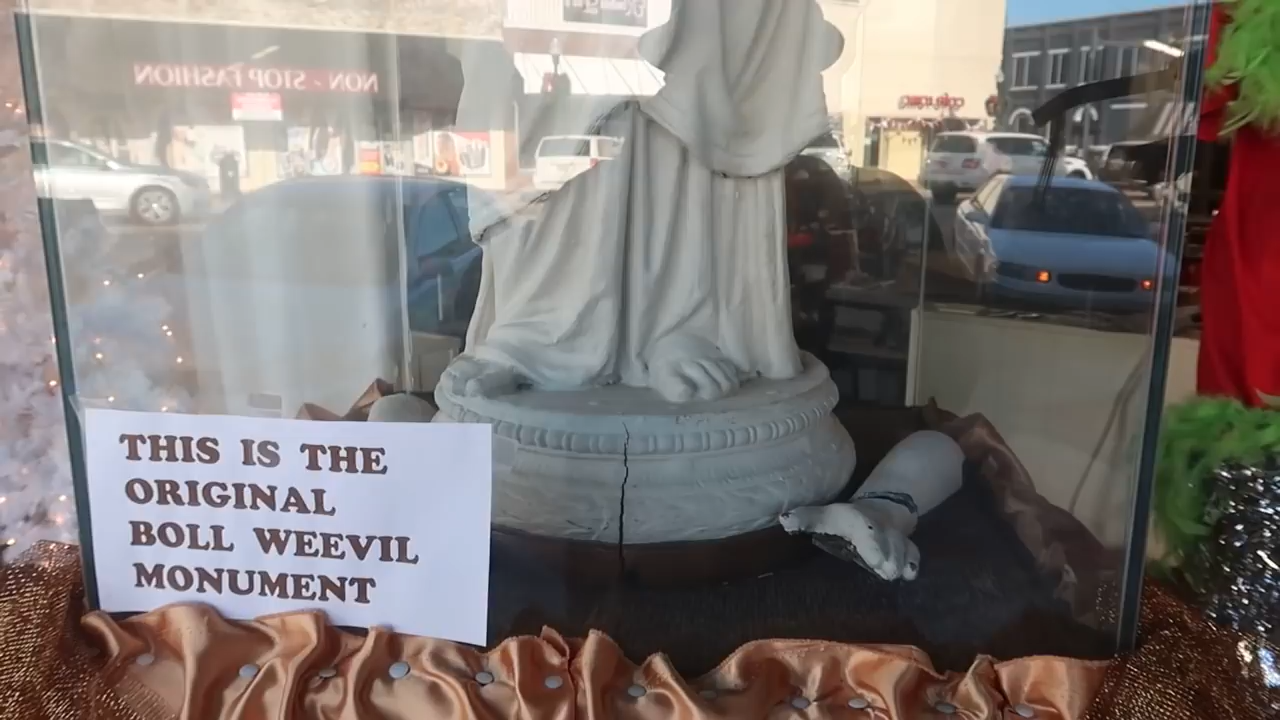 NON-STOP FASHION
THIS IS THE
ORIGINAL
BOLL WEEVIL
MONUMENT